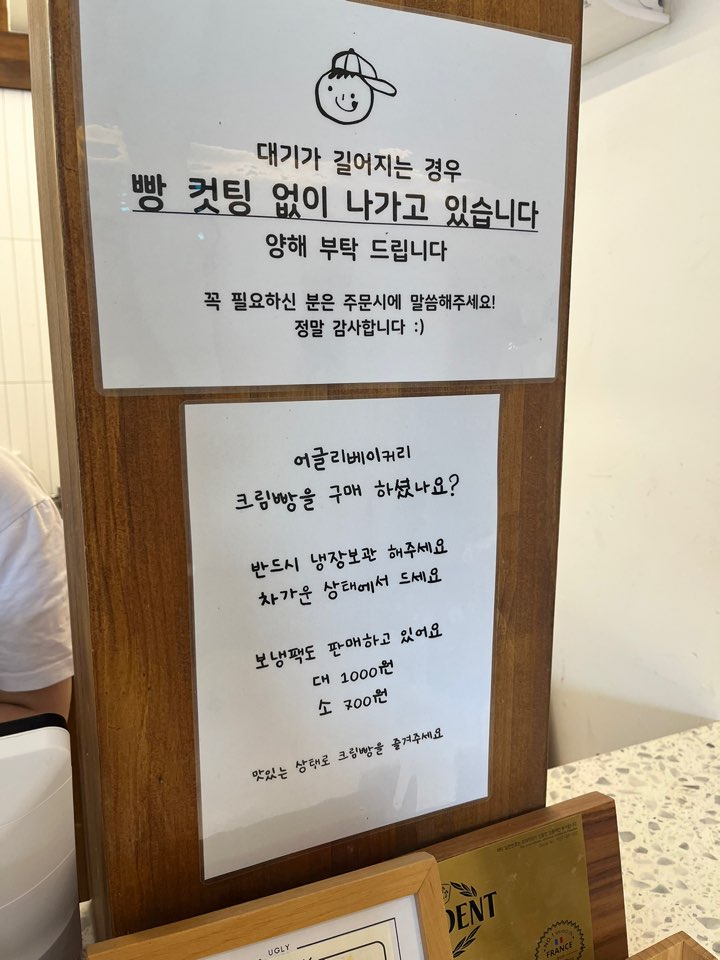 대기가 길어지는 경우
빵 컷팅 없이 나가고 있습니다
양해 부탁 드립니다
꼭 필요하신 분은 주문시에 말씀해주세요!
정말 감사합니다 :)
어글리베이커리
크림빵을 구매 하셨나요?
반드시 냉장보관 해주세요
차가운 상태에서 드세요
보냉팩도 판매하고 있어요
대 1000원
소 700원
맛있는 상태로 크림빵을 즐겨주세요
UGLY
DENT
FRANCE